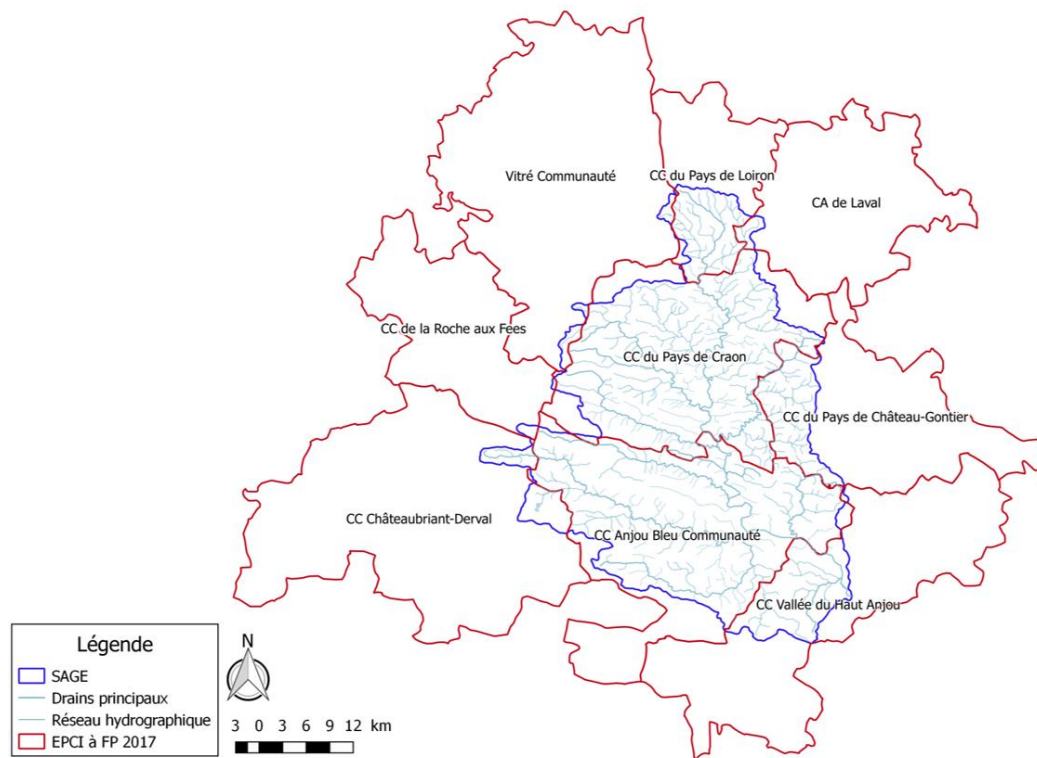 Vitré Communauté
CC du Pays de Loiron
CA de Laval
CC de la Roche aux Fees
CC du Pays de Craon
CC du Pays de Château-Gontier
CC Châteaubriant-Derval
CC Anjou Bleu Communauté
CC Vallée du Haut Anjou
Légende
SAGE
Drains principaux
Réseau hydrographique
EPCI à FP 2017
N
3 0 3 6 9 12 km